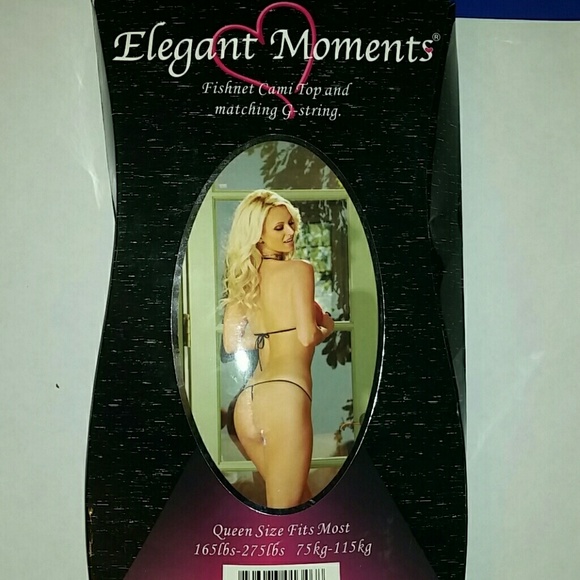 Elegant Moments®
Fishnet Cami Top and
matching G-string.
Queen Size Fits Most
165lbs-275lbs 75kg-115kg